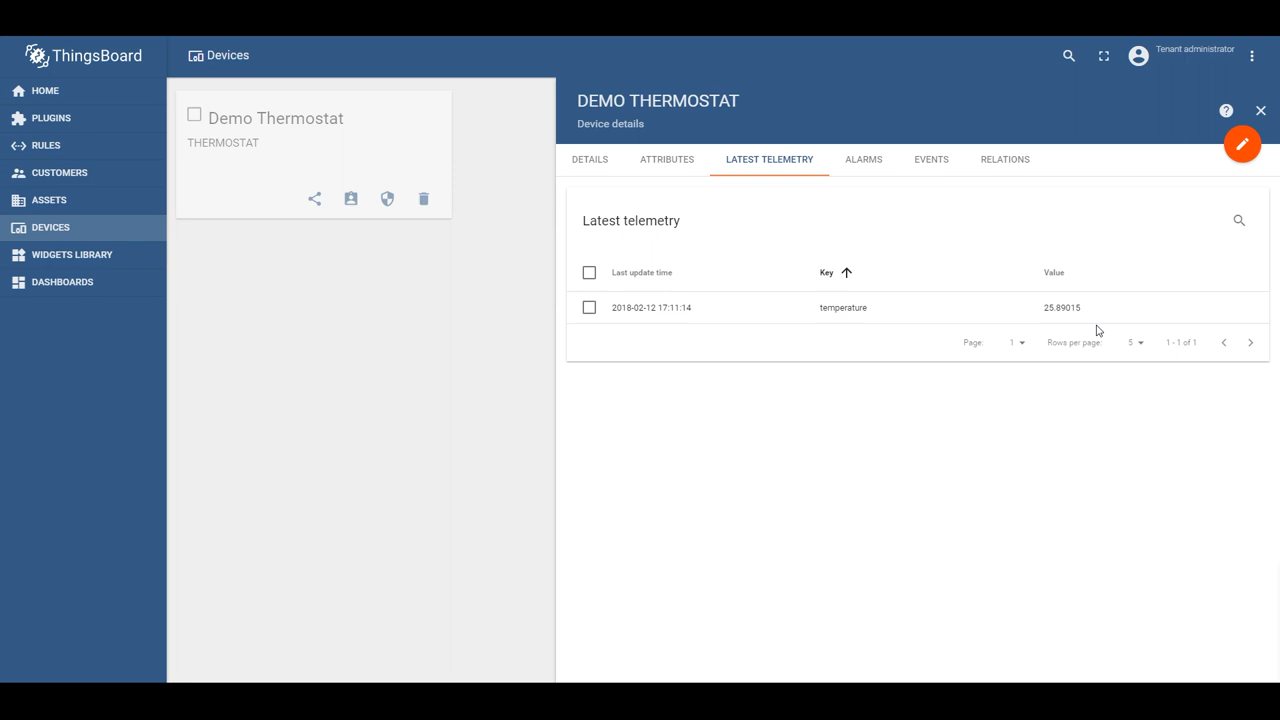 ThingsBoard
Devices
Tenant administrator
HOME
PLUGINS
RULES
CUSTOMERS
ASSETS
DEVICES
WIDGETS LIBRARY
DASHBOARDS
Demo Thermostat
THERMOSTAT
DEMO THERMOSTAT
Device details
DETAILS ATTRIBUTES LATEST TELEMETRY ALARMS EVENTS RELATIONS
Latest telemetry
Last update time Key Value
2018-02-12 17:11:14 temperature 25.89015
Page: 1 Rows per page: 5 1 - 1 of 1